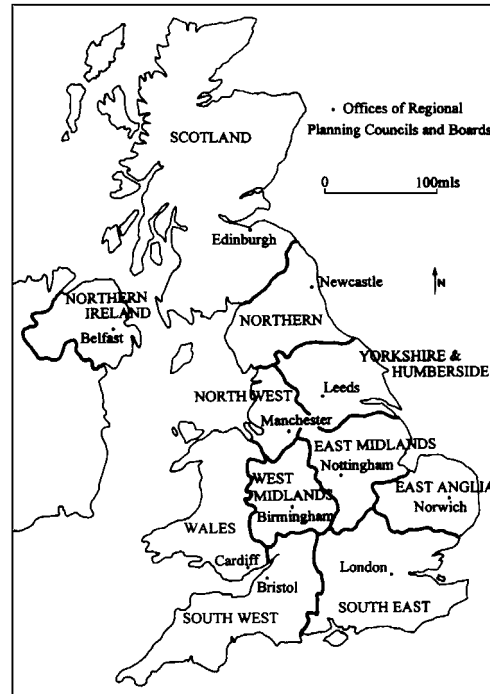 • Offices of Regional
Planning Councils and Boards
SCOTLAND
0 100mls
Edinburgh
N
Newcastle
NORTHERN
IRELAND
Belfast
NORTHERN
YORKSHIRE &
HUMBERSIDE
NORTH WEST
Leeds
Manchester
EAST MIDLANDS
Nottingham
WEST
MIDLANDS
Birmingham
EAST ANGLIA
Norwich
WALES
Cardiff
Bristol
London
SOUTH WEST
SOUTH EAST